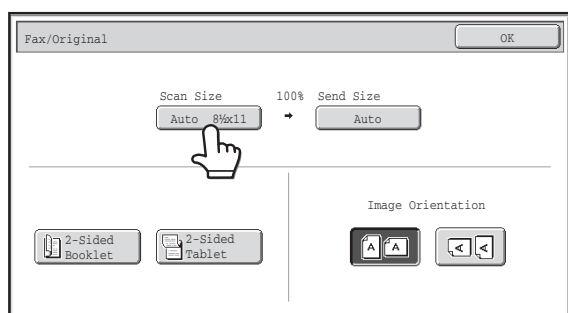 Fax/Original
OK
Scan Size 100% Send Size
Auto 8½x11 Auto
Image Orientation
2-Sided
Booklet
2-Sided
Tablet
A A A A